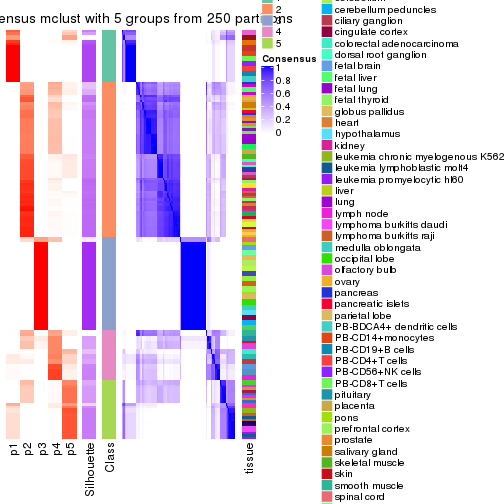 ensus mclust with 5 groups from 250 partitions
2
4
5
Consensus
1
0.8
0.6
0.4
0.2
0
p1
p2
p3
p4
p5
Silhouette
Class
tissue
cerebellum peduncles
ciliary ganglion
cingulate cortex
colorectal adenocarcinoma
dorsal root ganglion
fetal brain
fetal liver
fetal lung
fetal thyroid
globus pallidus
heart
hypothalamus
kidney
leukemia chronic myelogenous K562
leukemia lymphoblastic molt4
leukemia promyelocytic hl60
liver
lung
lymph node
lymphoma burkitts daudi
lymphoma burkitts raji
medulla oblongata
occipital lobe
olfactory bulb
ovary
pancreas
pancreatic islets
parietal lobe
PB-BDCA4+ dendritic cells
PB-CD14+monocytes
PB-CD19+B cells
PB-CD4+T cells
PB-CD56+NK cells
PB-CD8+T cells
pituitary
placenta
pons
prefrontal cortex
prostate
salivary gland
skeletal muscle
skin
smooth muscle
spinal cord